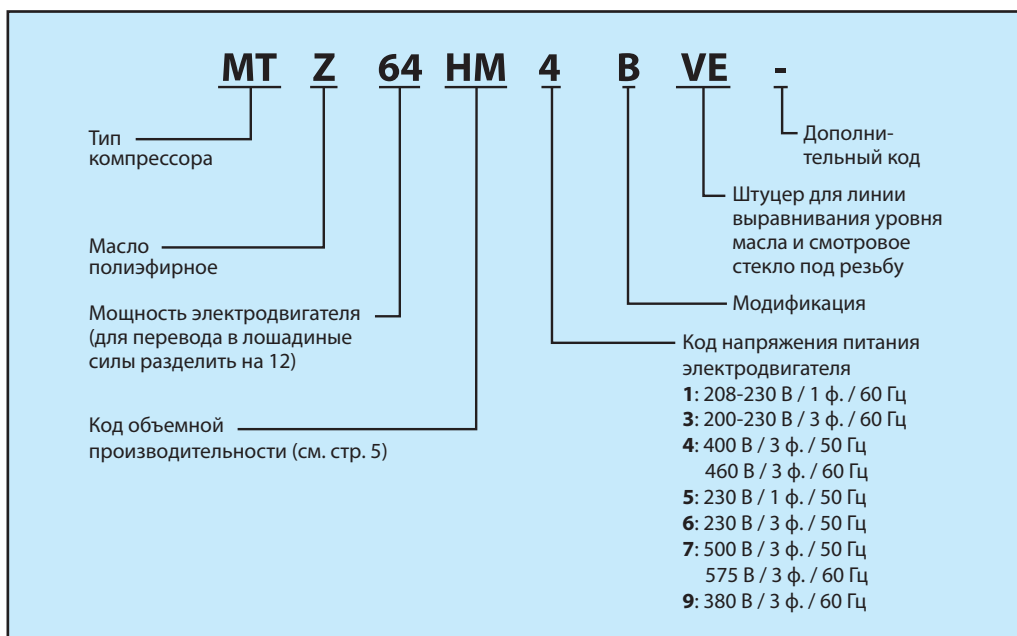 MT Z 64 HM 4 B VE -
Тип
компрессора
Масло
полиэфирное
Мощность электродвигателя
(для перевода в лошадиные
силы разделить на 12)
Код объемной
производительности (см. стр. 5)
Дополни-
тельный код
Штуцер для линии
выравнивания уровня
масла и смотровое
стекло под резьбу
Модификация
Код напряжения питания
электродвигателя
1: 208-230 В / 1 ф. / 60 Гц
3: 200-230 В / 3 ф. / 60 Гц
4: 400 В / 3 ф. / 50 Гц
460 В / 3 ф. / 60 Гц
5: 230 В / 1 ф. / 50 Гц
6: 230 В / 3 ф. / 50 Гц
7: 500 В / 3 ф. / 50 Гц
575 В / 3 ф. / 60 Гц
9: 380 В / 3 ф. / 60 Гц